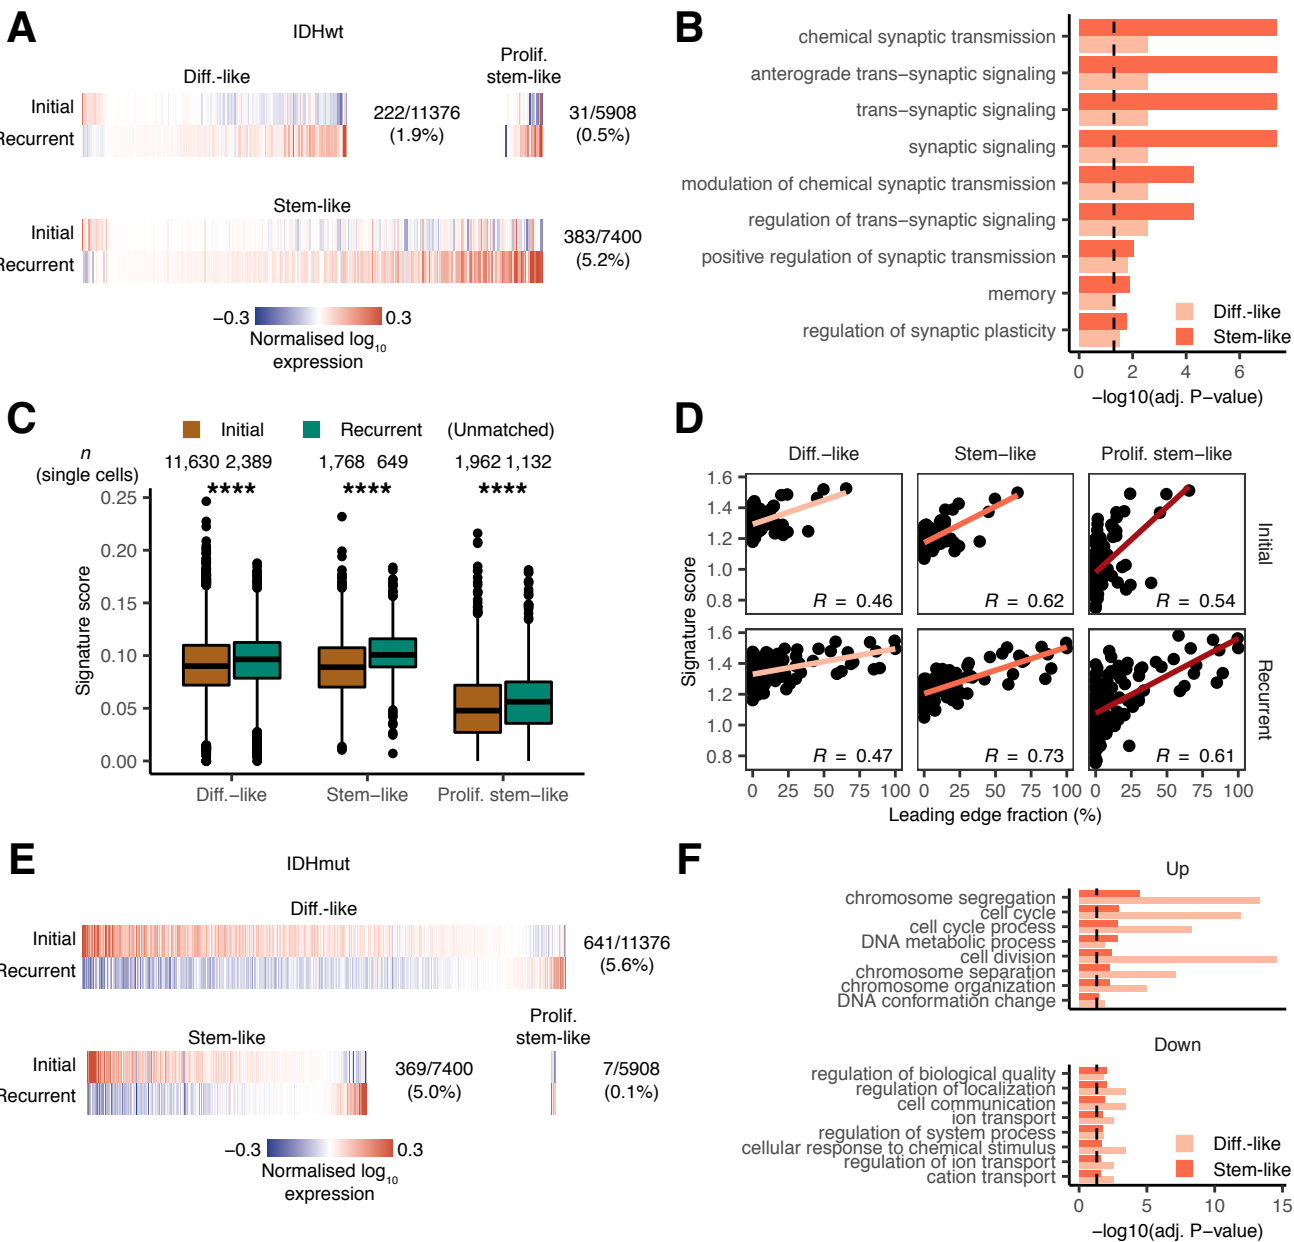 A
IDHwt
Diff.-like
Prolif.
stem-like
Initial
Recurrent
222/11376
(1.9%)
31/5908
(0.5%)
Stem-like
Initial
Recurrent
383/7400
(5.2%)
−0.3
0.3
Normalised log10
expression
B
chemical synaptic transmission
anterograde trans−synaptic signaling
trans−synaptic signaling
synaptic signaling
modulation of chemical synaptic transmission
regulation of trans−synaptic signaling
positive regulation of synaptic transmission
memory
regulation of synaptic plasticity
Diff.-like
Stem-like
0 2 4 6
−log10(adj. P−value)
C
Initial Recurrent (Unmatched)
n
(single cells)
11,630 2,389 1,768 649 1,962 1,132
**** **** ****
Signature score
0.25
0.20
0.15
0.10
0.05
0.00
Diff.−like Stem−like Prolif. stem−like
D
Diff.−like Stem−like Prolif. stem−like
Signature score
1.6
1.4
1.2
1.0
0.8
R = 0.46 R = 0.62 R = 0.54
Initial
1.6
1.4
1.2
1.0
0.8
R = 0.47 R = 0.73 R = 0.61
Recurrent
0 25 50 75 100 0 25 50 75 100 0 25 50 75 100
Leading edge fraction (%)
E
IDHmut
Diff.-like
Initial
Recurrent
641/11376
(5.6%)
Stem-like
Prolif.
stem-like
Initial
Recurrent
369/7400
(5.0%)
7/5908
(0.1%)
−0.3
0.3
Normalised log10
expression
F
Up
chromosome segregation
cell cycle
cell cycle process
DNA metabolic process
cell division
chromosome separation
chromosome organization
DNA conformation change
Down
regulation of biological quality
regulation of localization
cell communication
ion transport
regulation of system process
cellular response to chemical stimulus
regulation of ion transport
cation transport
Diff.-like
Stem-like
0 5 10 15
−log10(adj. P−value)